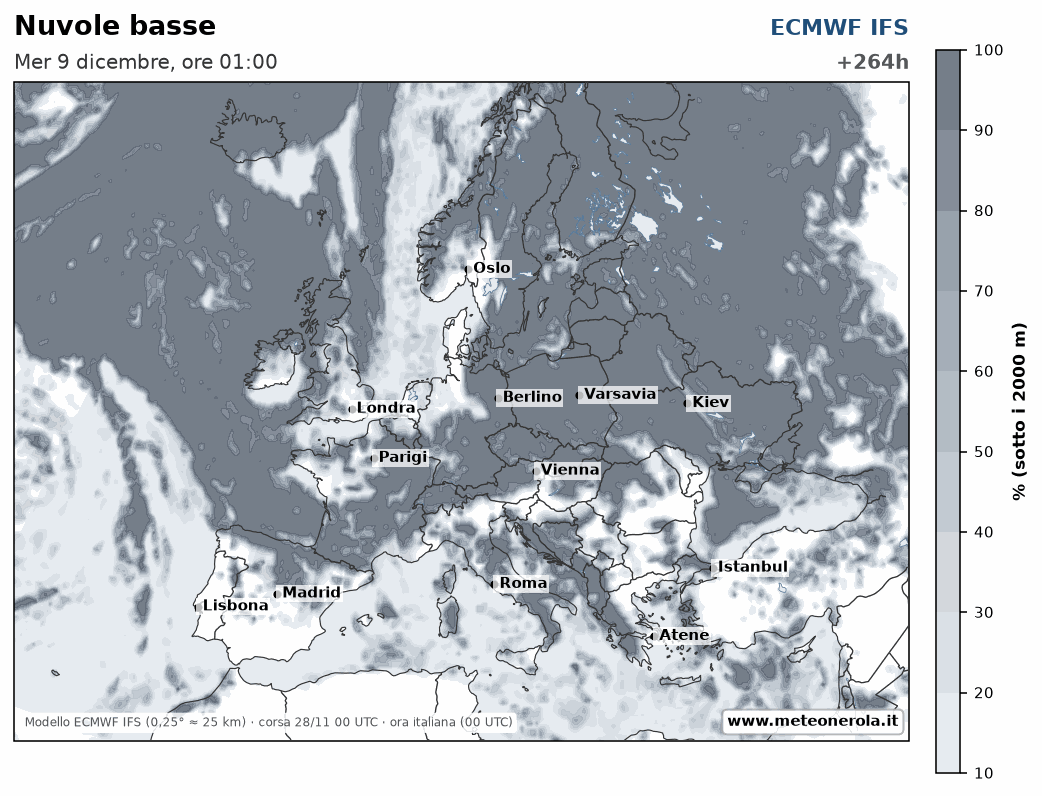 Nuvole basse
ECMWF IFS
Mer 9 dicembre, ore 01:00
+264h
100
90
80
70
60
50
40
30
20
10
% (sotto i 2000 m)
Oslo
Berlino
Varsavia
Kiev
Londra
Parigi
Vienna
Istanbul
Roma
Madrid
Lisbona
Atene
Modello ECMWF IFS (0,25° ≈ 25 km) · corsa 28/11 00 UTC · ora italiana (00 UTC)
www.meteonerola.it